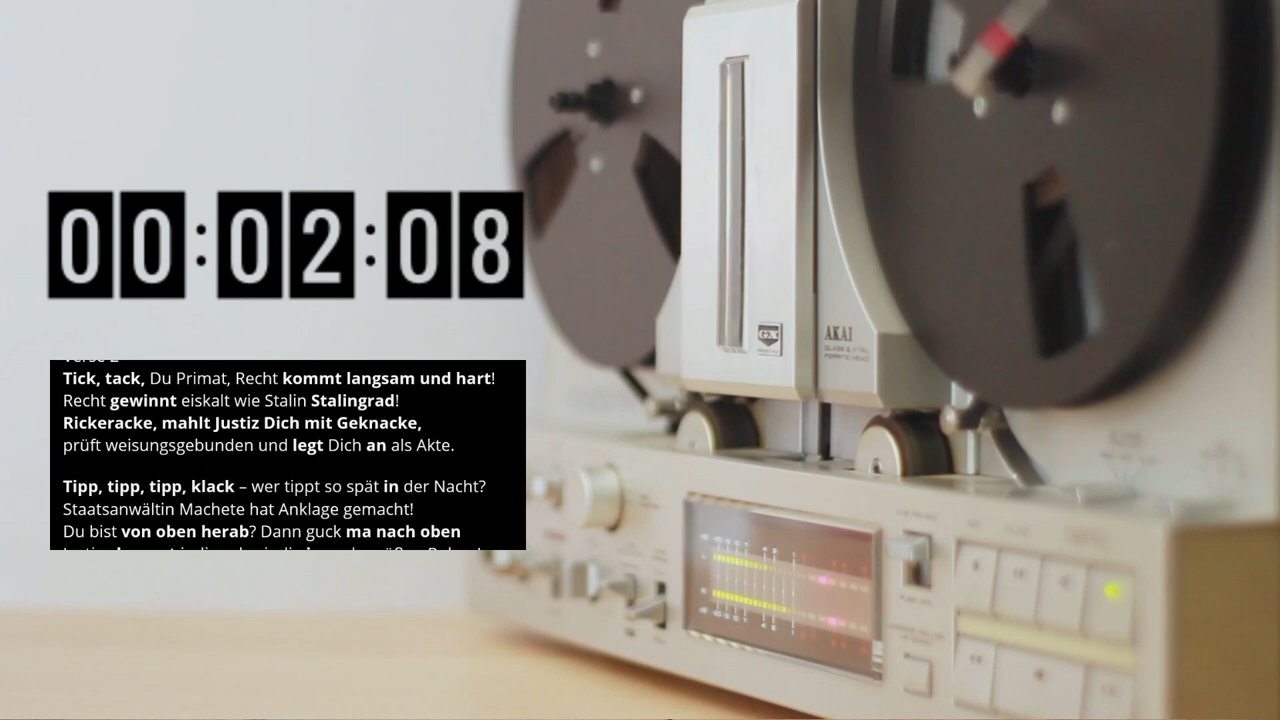 00:02:08
Tick, tack, Du Primat, Recht kommt langsam und hart!
Recht gewinnt eiskalt wie Stalin Stalingrad!
Rickeracke, mahlt Justiz Dich mit Geknacke,
prüft weisungsgebunden und legt Dich an als Akte.
Tipp, tipp, tipp, klack – wer tippt so spät in der Nacht?
Staatsanwältin Machete hat Anklage gemacht!
Du bist von oben herab? Dann guck ma nach oben
GX
AKAI